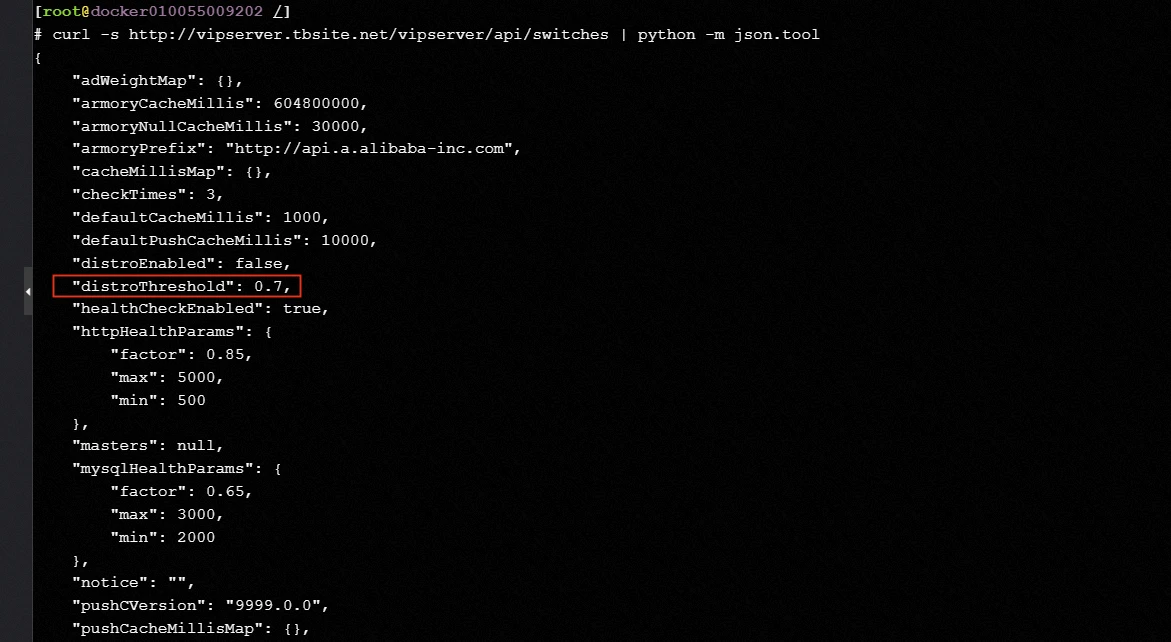 [root@docker010055009202 /]
# curl -s http://vipserver.tbsite.net/vipserver/api/switches | python -m json.tool
{
    "adWeightMap": {},
    "armoryCacheMillis": 604800000,
    "armoryNullCacheMillis": 30000,
    "armoryPrefix": "http://api.a.alibaba-inc.com",
    "cacheMillisMap": {},
    "checkTimes": 3,
    "defaultCacheMillis": 1000,
    "defaultPushCacheMillis": 10000,
    "distroEnabled": false,
    "distroThreshold": 0.7,
    "healthCheckEnabled": true,
    "httpHealthParams": {
        "factor": 0.85,
        "max": 5000,
        "min": 500
    },
    "masters": null,
    "mysqlHealthParams": {
        "factor": 0.65,
        "max": 3000,
        "min": 2000
    },
    "notice": "",
    "pushCVersion": "9999.0.0",
    "pushCacheMillisMap": {},